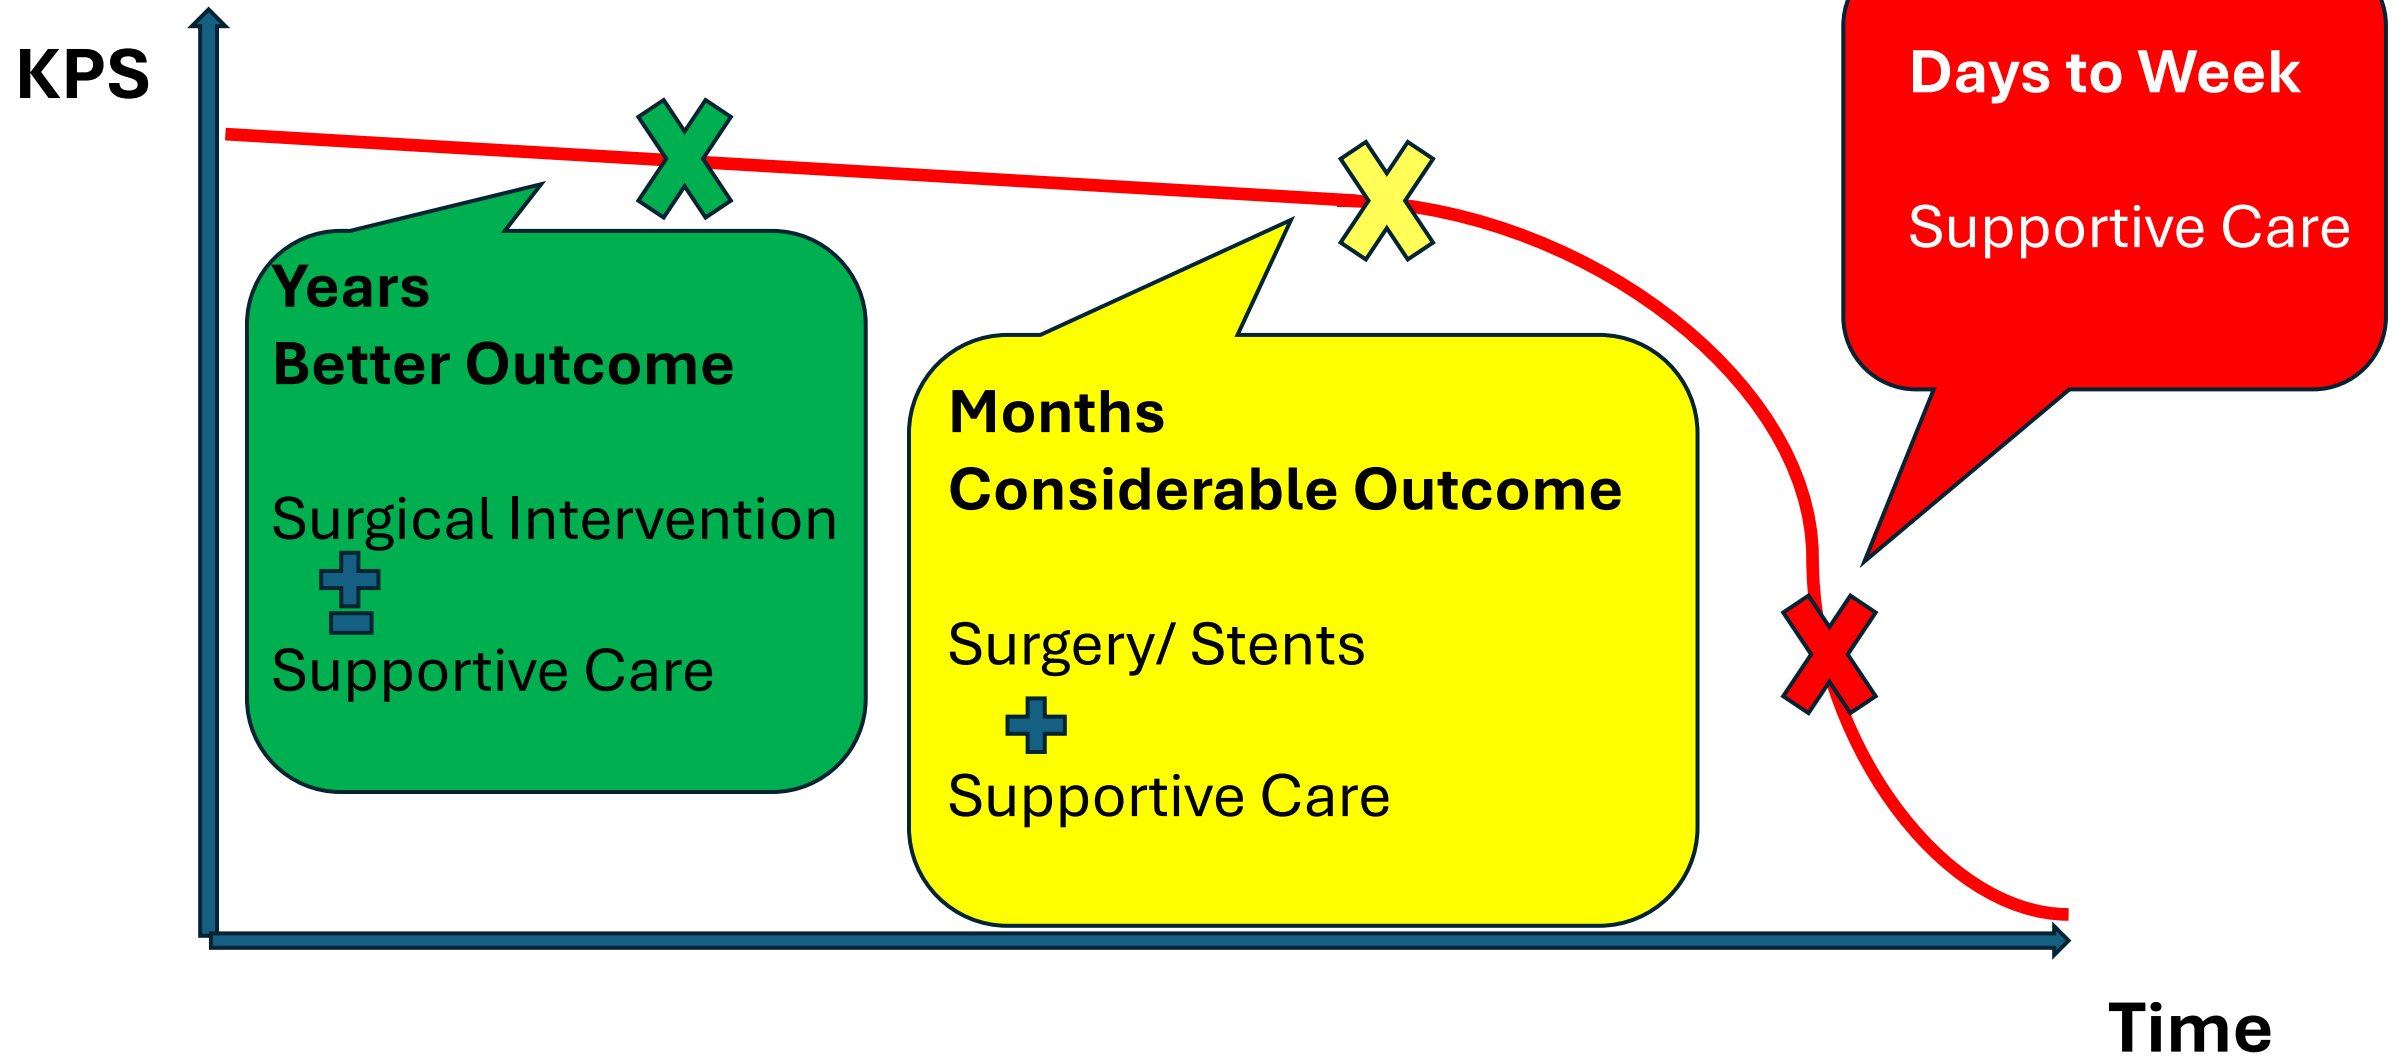 KPS
Years
Better Outcome
Surgical Intervention
Supportive Care
Months
Considerable Outcome
Surgery/ Stents
Supportive Care
Days to Week
Supportive Care
Time